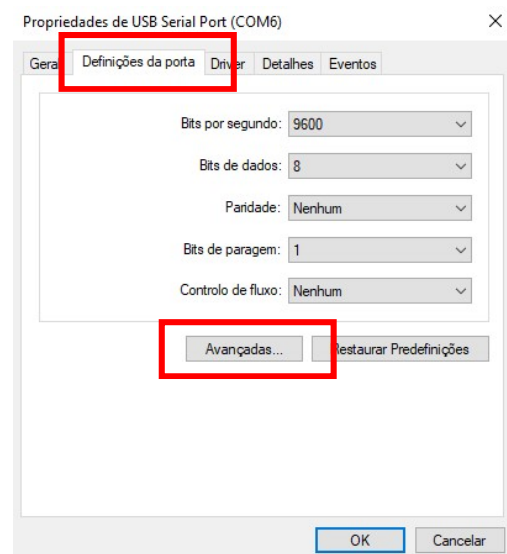 Propriedades de USB Serial Port (COM6)
Geral Definições da porta Driver Detalhes Eventos
Bits por segundo: 9600
Bits de dados: 8
Paridade: Nenhum
Bits de paragem: 1
Controlo de fluxo: Nenhum
Avançadas... Restaurar Predefinições
OK Cancelar